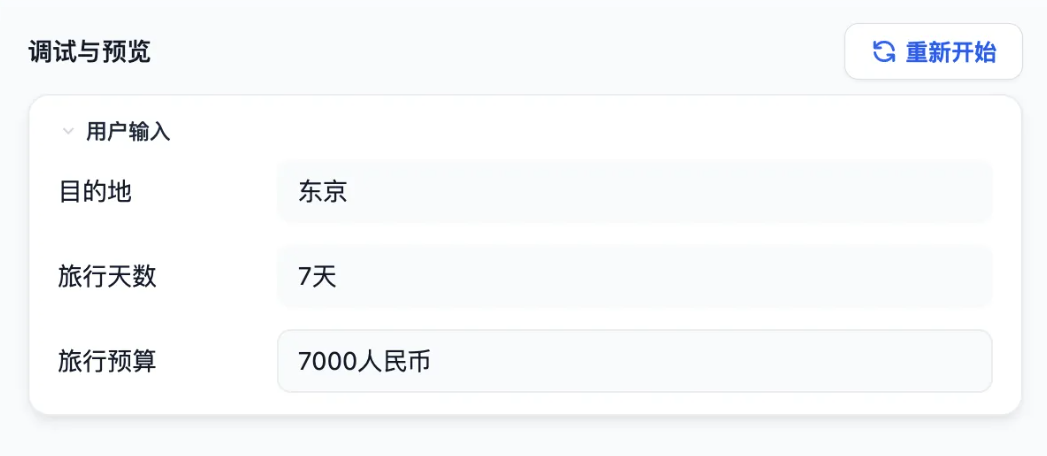 调试与预览
重新开始
用户输入
目的地
东京
旅行天数
7天
旅行预算
7000人民币